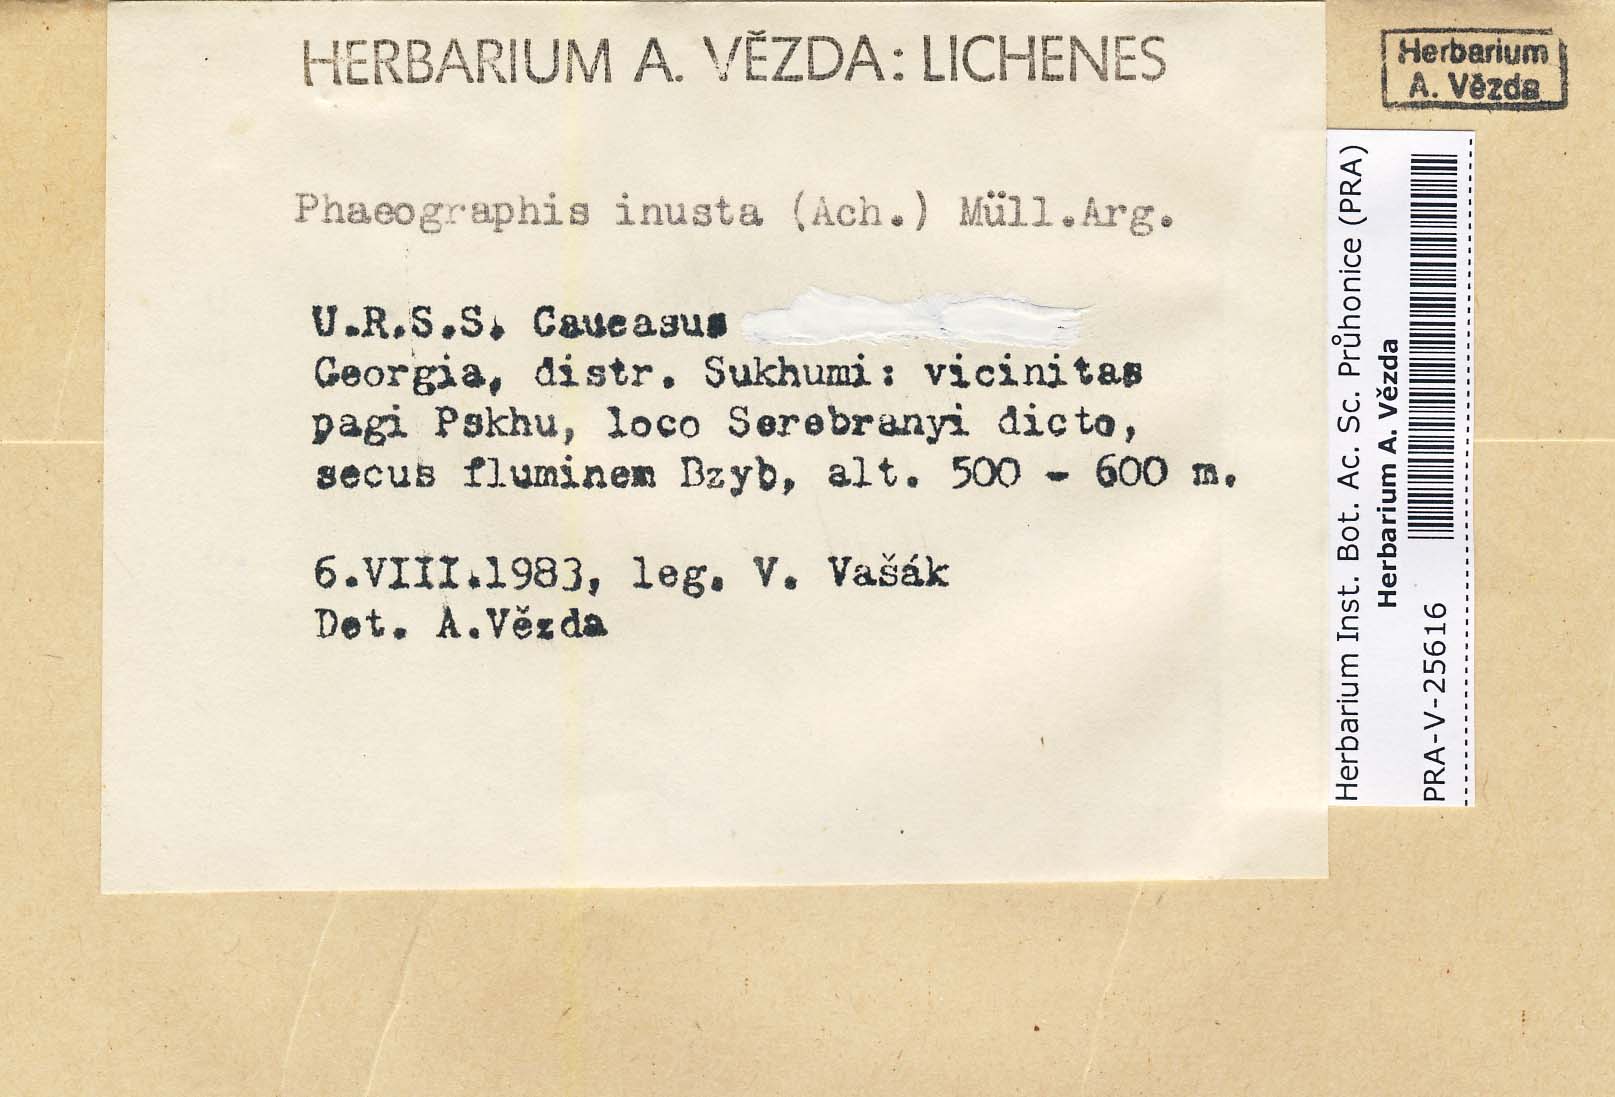 HERBARIUM A. VĚZDA: LICHENES
Herbarium
A. Vězda
Phaeographis inusta (Ach.) Müll.Arg.
U.R.S.S. Caucasus
Georgia, distr. Sukhumi: vicinitas
pagi Pskhu, loco Serebranyi dicto,
secus fluminem Bzyb, alt. 500 - 600 m.
6.VIII.1983, leg. V. Vašák
Det. A.Vězda
Herbarium Inst. Bot. Ac. Sc. Průhonice (PRA)
Herbarium A. Vězda
PRA-V-25616